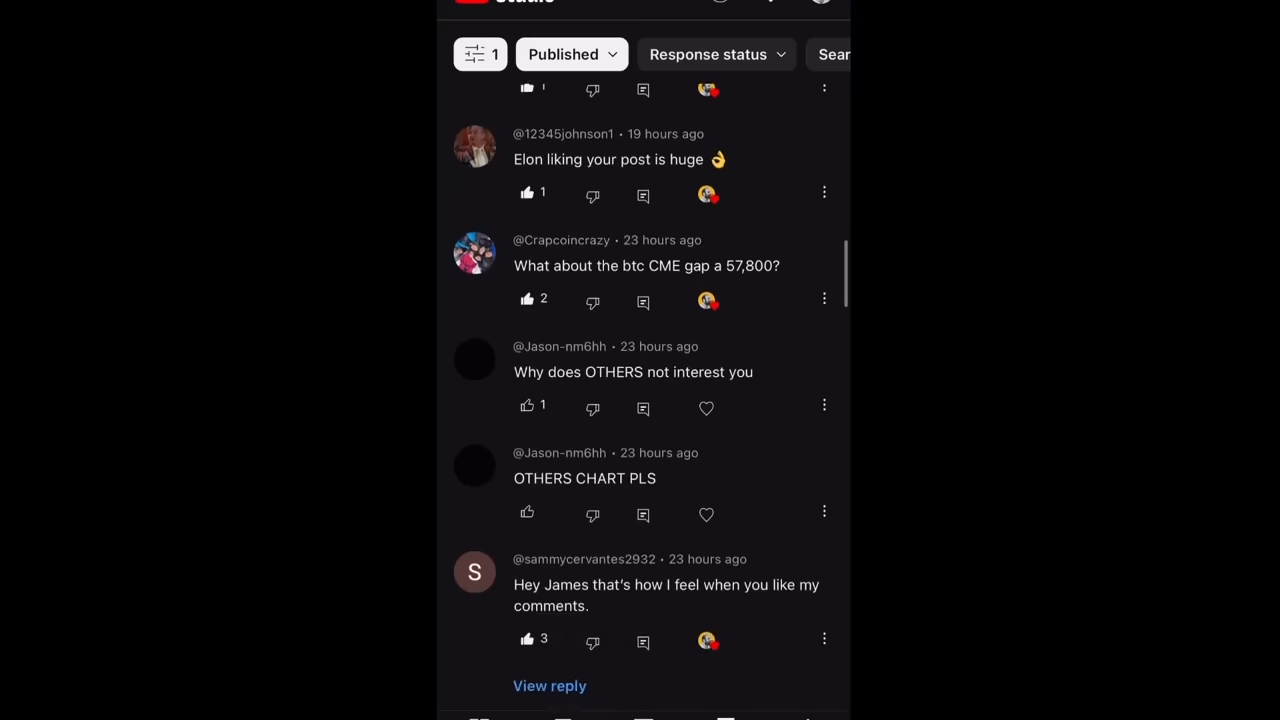 Studio
1 Published Response status Sear
1
@12345johnson1 • 19 hours ago
Elon liking your post is huge 👌
1
@Crapcoincrazy • 23 hours ago
What about the btc CME gap a 57,800?
2
@Jason-nm6hh • 23 hours ago
Why does OTHERS not interest you
1
@Jason-nm6hh • 23 hours ago
OTHERS CHART PLS
@sammycervantes2932 • 23 hours ago
S
Hey James that's how I feel when you like my
comments.
3
View reply